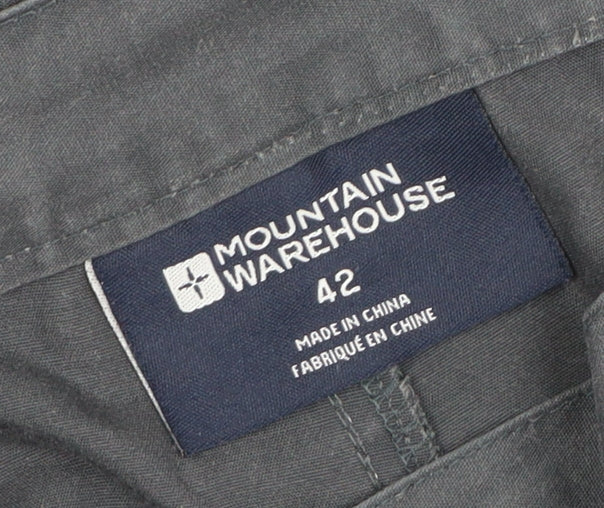 MOUNTAIN
WAREHOUSE
42
MADE IN CHINA
FABRIQUÉ EN CHINE